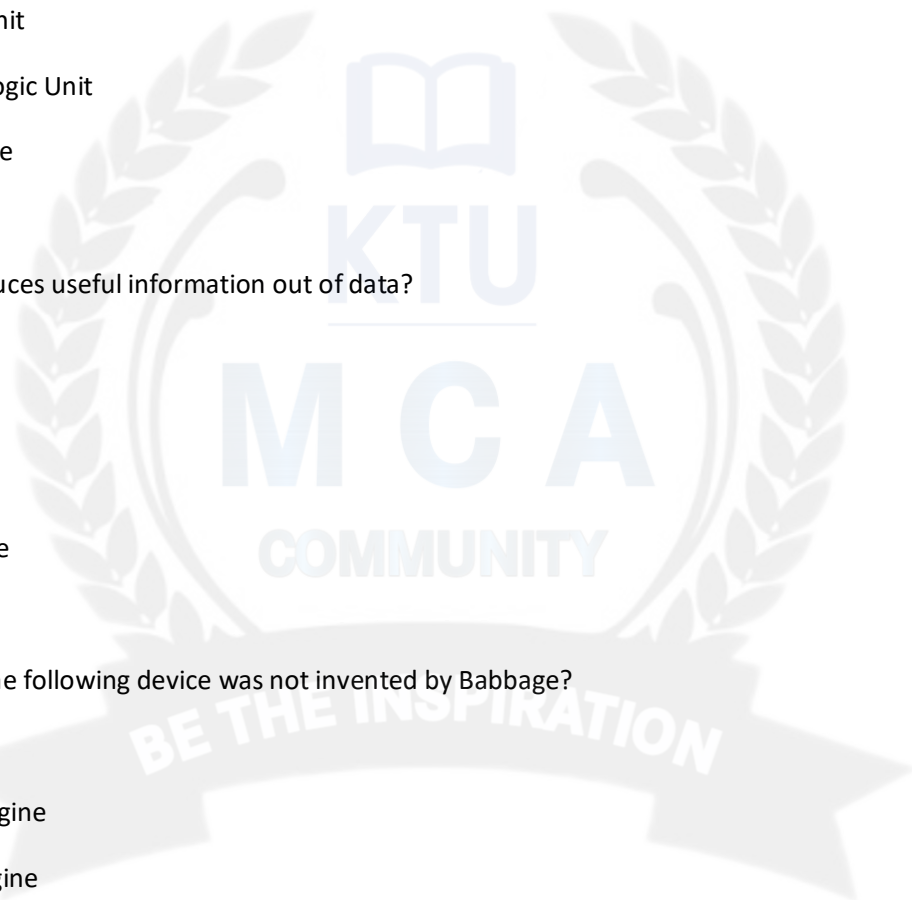 nit
ogic Unit
e
KTU
uces useful information out of data?
M C A
e
COMMUNITY
he following device was not invented by Babbage?
BE THE INSPIRATION
gine
gine